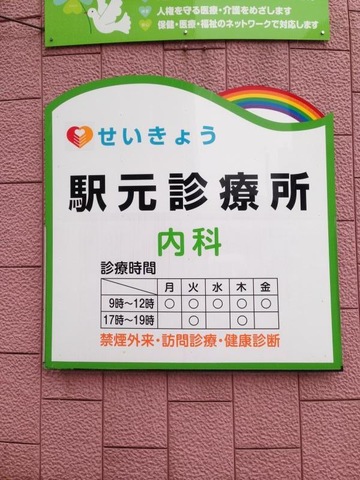 人権を守る医療・介護をめざします
保健・医療・福祉のネットワークで対応します
せいきょう
駅元診療所
内科
診療時間
月 火 水 木 金
9時～12時 ○ ○ ○ ○ ○
17時～19時 ○ ○
禁煙外来・訪問診療・健康診断